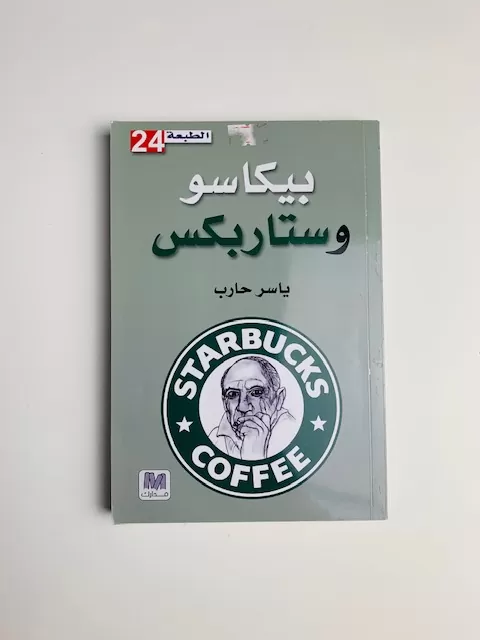 الطبعة 24
بيكاسو
وستاربكس
ياسر حارب
STARBUCKS
COFFEE
مدارك